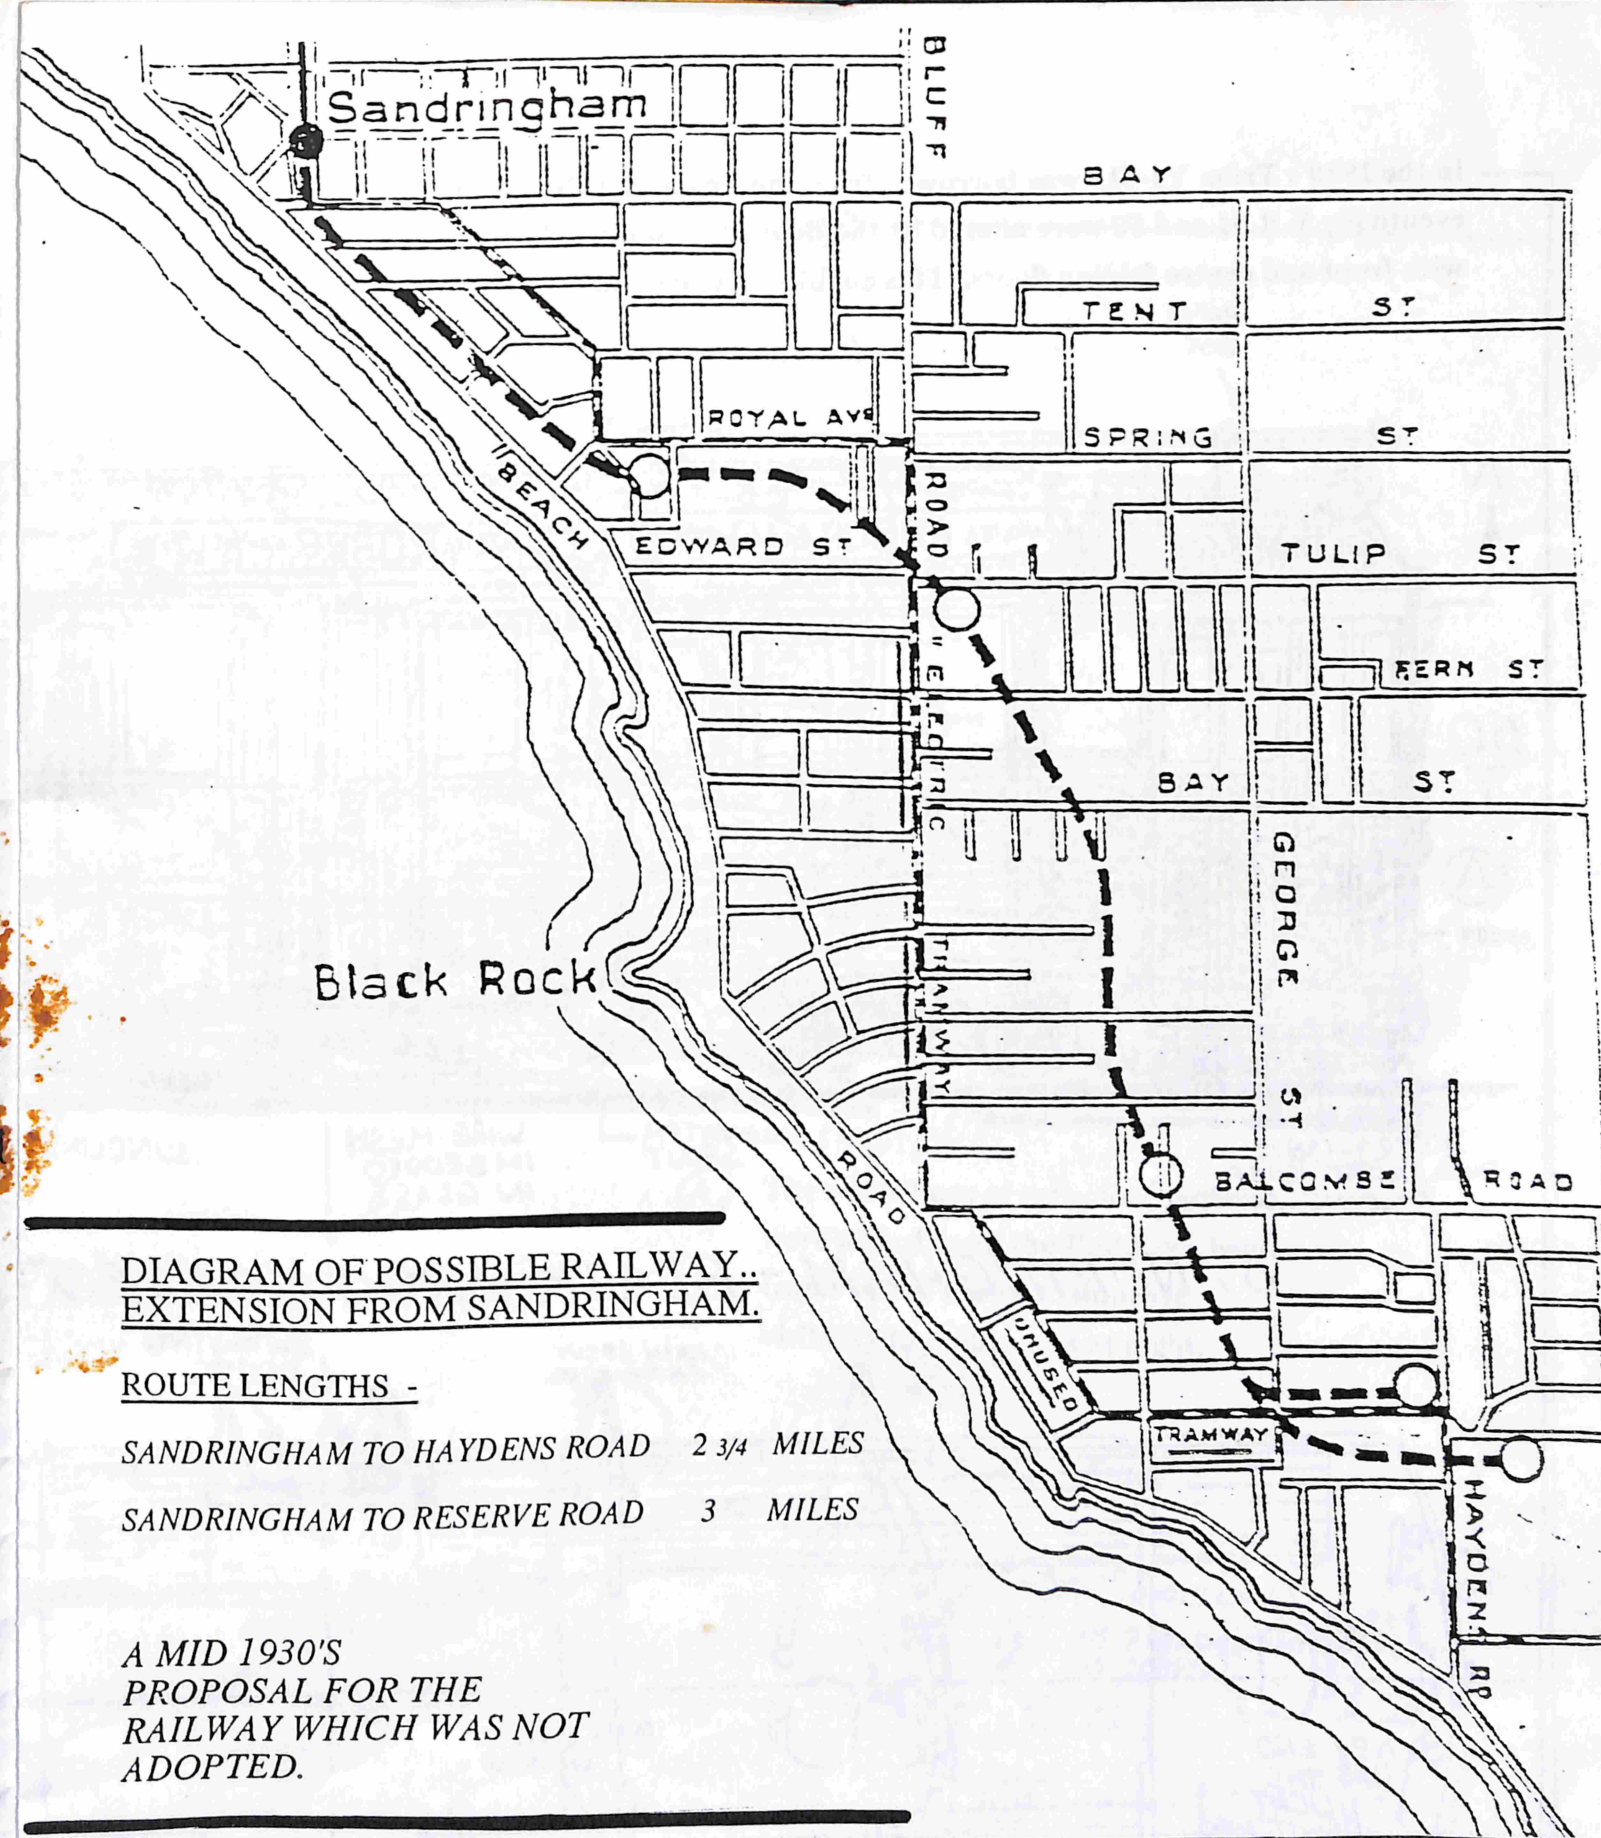 BLUFF
Sandringham
BAY
TENT ST
ROYAL AVE
SPRING ST
"BEACH
ROAD
EDWARD ST
TULIP ST
" ELECTRIC
FERN ST
BAY ST
GEORGE
Black Rock
TRAMWAY
ST
ROAD
BALCOMBE ROAD
DIAGRAM OF POSSIBLE RAILWAY..
EXTENSION FROM SANDRINGHAM.
UNUSED
ROUTE LENGTHS -
TRAMWAY
SANDRINGHAM TO HAYDENS ROAD 2 3/4 MILES
SANDRINGHAM TO RESERVE ROAD 3 MILES
HAYDENS RD
A MID 1930'S
PROPOSAL FOR THE
RAILWAY WHICH WAS NOT
ADOPTED.